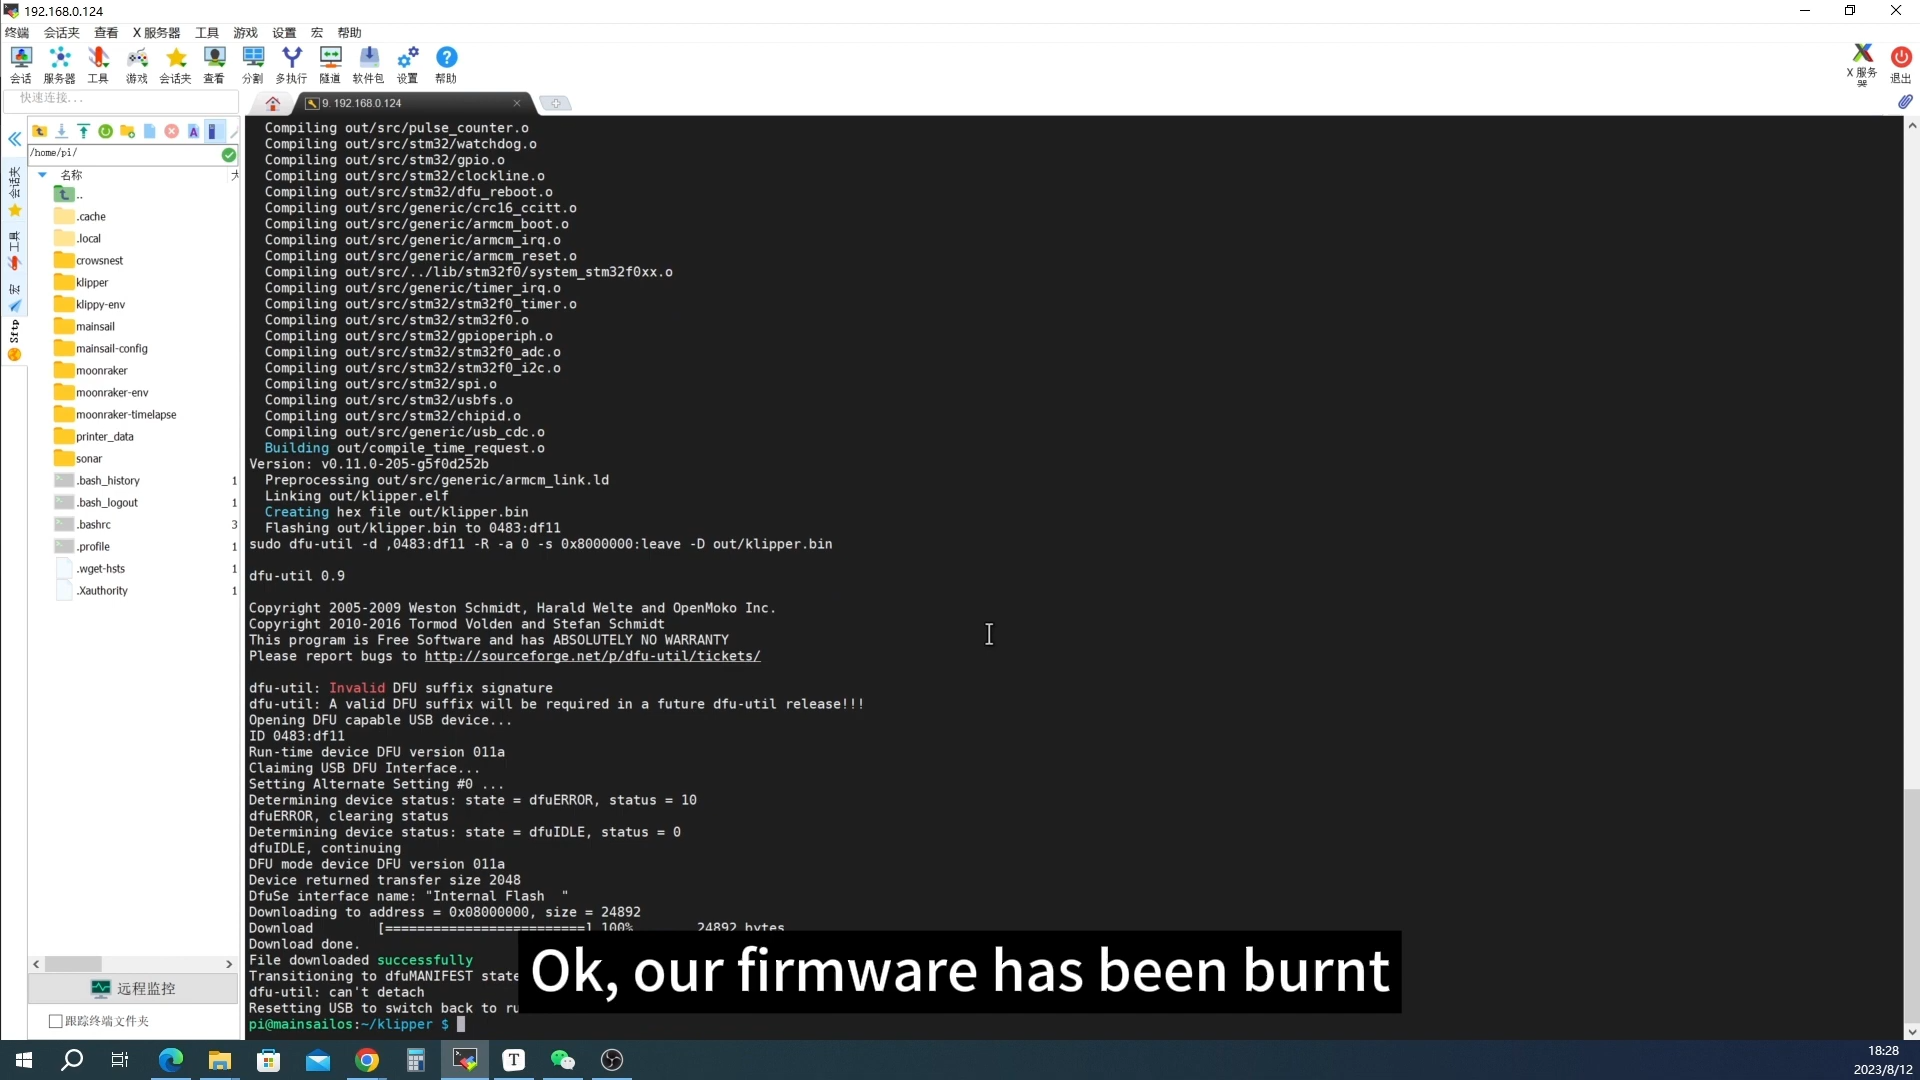 192.168.0.124
终端 会话夹 查看 X 服务器 工具 游戏 设置 宏 帮助
会话 服务器 工具 游戏 会话夹 查看 分割 多执行 隧道 软件包 设置 帮助
X 服务器 退出
快速连接...
9. 192.168.0.124
/home/pi/
名称
大
会话夹
工具
宏
Sftp
..
.cache
.local
crowsnest
klipper
klippy-env
mainsail
mainsail-config
moonraker
moonraker-env
moonraker-timelapse
printer_data
sonar
.bash_history 1
.bash_logout 1
.bashrc 3
.profile 1
.wget-hsts 1
.Xauthority 1
远程监控
跟踪终端文件夹
Compiling out/src/pulse_counter.o
Compiling out/src/stm32/watchdog.o
Compiling out/src/stm32/gpio.o
Compiling out/src/stm32/clockline.o
Compiling out/src/stm32/dfu_reboot.o
Compiling out/src/generic/crc16_ccitt.o
Compiling out/src/generic/armcm_boot.o
Compiling out/src/generic/armcm_irq.o
Compiling out/src/generic/armcm_reset.o
Compiling out/src/../lib/stm32f0/system_stm32f0xx.o
Compiling out/src/generic/timer_irq.o
Compiling out/src/stm32/stm32f0_timer.o
Compiling out/src/stm32/stm32f0.o
Compiling out/src/stm32/gpioperiph.o
Compiling out/src/stm32/stm32f0_adc.o
Compiling out/src/stm32/stm32f0_i2c.o
Compiling out/src/stm32/spi.o
Compiling out/src/stm32/usbfs.o
Compiling out/src/stm32/chipid.o
Compiling out/src/generic/usb_cdc.o
Building out/compile_time_request.o
Version: v0.11.0-205-g5f0d252b
Preprocessing out/src/generic/armcm_link.ld
Linking out/klipper.elf
Creating hex file out/klipper.bin
Flashing out/klipper.bin to 0483:df11
sudo dfu-util -d ,0483:df11 -R -a 0 -s 0x8000000:leave -D out/klipper.bin
dfu-util 0.9
Copyright 2005-2009 Weston Schmidt, Harald Welte and OpenMoko Inc.
Copyright 2010-2016 Tormod Volden and Stefan Schmidt
This program is Free Software and has ABSOLUTELY NO WARRANTY
Please report bugs to http://sourceforge.net/p/dfu-util/tickets/
dfu-util: Invalid DFU suffix signature
dfu-util: A valid DFU suffix will be required in a future dfu-util release!!!
Opening DFU capable USB device...
ID 0483:df11
Run-time device DFU version 011a
Claiming USB DFU Interface...
Setting Alternate Setting #0 ...
Determining device status: state = dfuERROR, status = 10
dfuERROR, clearing status
Determining device status: state = dfuIDLE, status = 0
dfuIDLE, continuing
DFU mode device DFU version 011a
Device returned transfer size 2048
DfuSe interface name: "Internal Flash  "
Downloading to address = 0x08000000, size = 24892
Download [=========================] 100% 24892 bytes
Download done.
File downloaded successfully
Transitioning to dfuMANIFEST state
dfu-util: can't detach
Resetting USB to switch back to ru
pi@mainsailos:~/klipper $
Ok, our firmware has been burnt
18:28
2023/8/12